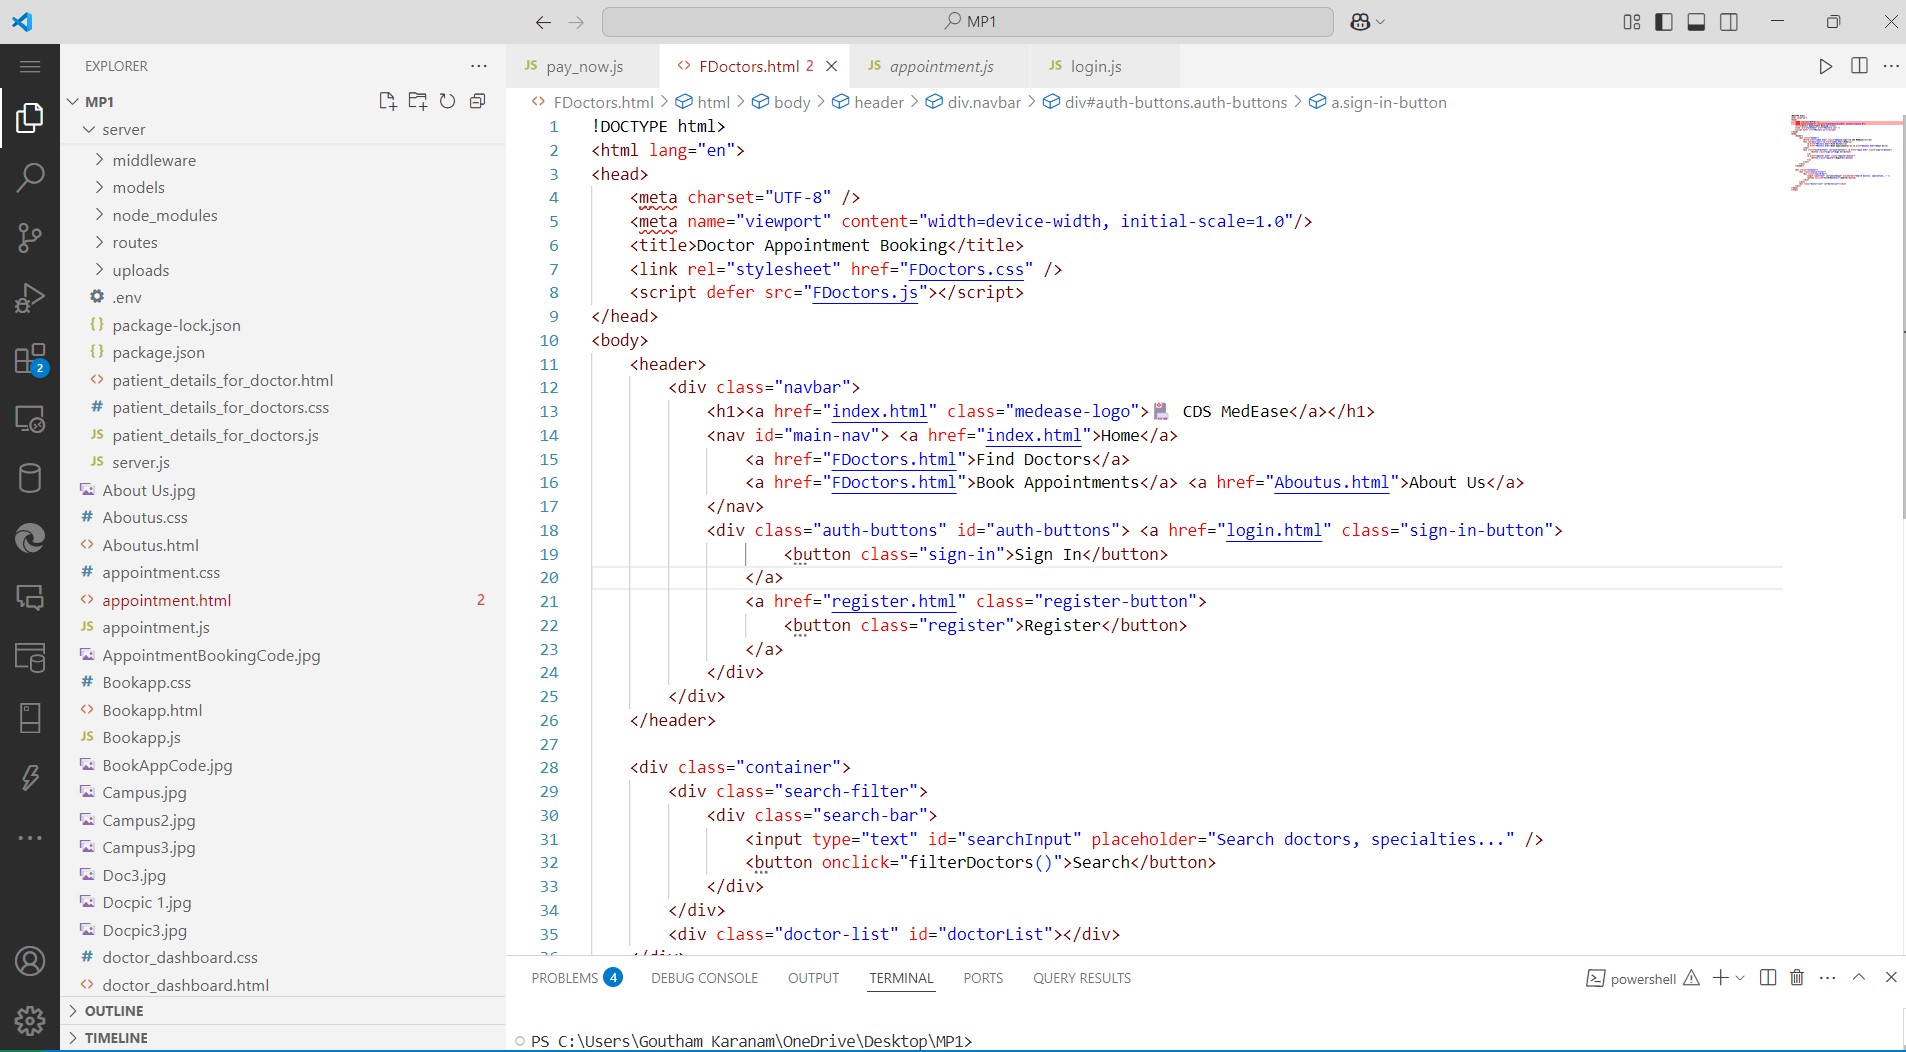 MP1
EXPLORER
MP1
server
middleware
models
node_modules
routes
uploads
.env
package-lock.json
package.json
patient_details_for_doctor.html
patient_details_for_doctors.css
patient_details_for_doctors.js
server.js
About Us.jpg
Aboutus.css
Aboutus.html
appointment.css
appointment.html 2
appointment.js
AppointmentBookingCode.jpg
Bookapp.css
Bookapp.html
Bookapp.js
BookAppCode.jpg
Campus.jpg
Campus2.jpg
Campus3.jpg
Doc3.jpg
Docpic 1.jpg
Docpic3.jpg
doctor_dashboard.css
doctor_dashboard.html
OUTLINE
TIMELINE
2
JS pay_now.js <> FDoctors.html 2 JS appointment.js JS login.js
<> FDoctors.html > html > body > header > div.navbar > div#auth-buttons.auth-buttons > a.sign-in-button
1 !DOCTYPE html>
2 <html lang="en">
3 <head>
4 <meta charset="UTF-8" />
5 <meta name="viewport" content="width=device-width, initial-scale=1.0"/>
6 <title>Doctor Appointment Booking</title>
7 <link rel="stylesheet" href="FDoctors.css" />
8 <script defer src="FDoctors.js"></script>
9 </head>
10 <body>
11 <header>
12 <div class="navbar">
13 <h1><a href="index.html" class="medease-logo"> CDS MedEase</a></h1>
14 <nav id="main-nav"> <a href="index.html">Home</a>
15 <a href="FDoctors.html">Find Doctors</a>
16 <a href="FDoctors.html">Book Appointments</a> <a href="Aboutus.html">About Us</a>
17 </nav>
18 <div class="auth-buttons" id="auth-buttons"> <a href="login.html" class="sign-in-button">
19 <button class="sign-in">Sign In</button>
20 </a>
21 <a href="register.html" class="register-button">
22 <button class="register">Register</button>
23 </a>
24 </div>
25 </div>
26 </header>
27
28 <div class="container">
29 <div class="search-filter">
30 <div class="search-bar">
31 <input type="text" id="searchInput" placeholder="Search doctors, specialties..." />
32 <button onclick="filterDoctors()">Search</button>
33 </div>
34 </div>
35 <div class="doctor-list" id="doctorList"></div>
PROBLEMS 4 DEBUG CONSOLE OUTPUT TERMINAL PORTS QUERY RESULTS powershell
PS C:\Users\Goutham Karanam\OneDrive\Desktop\MP1>